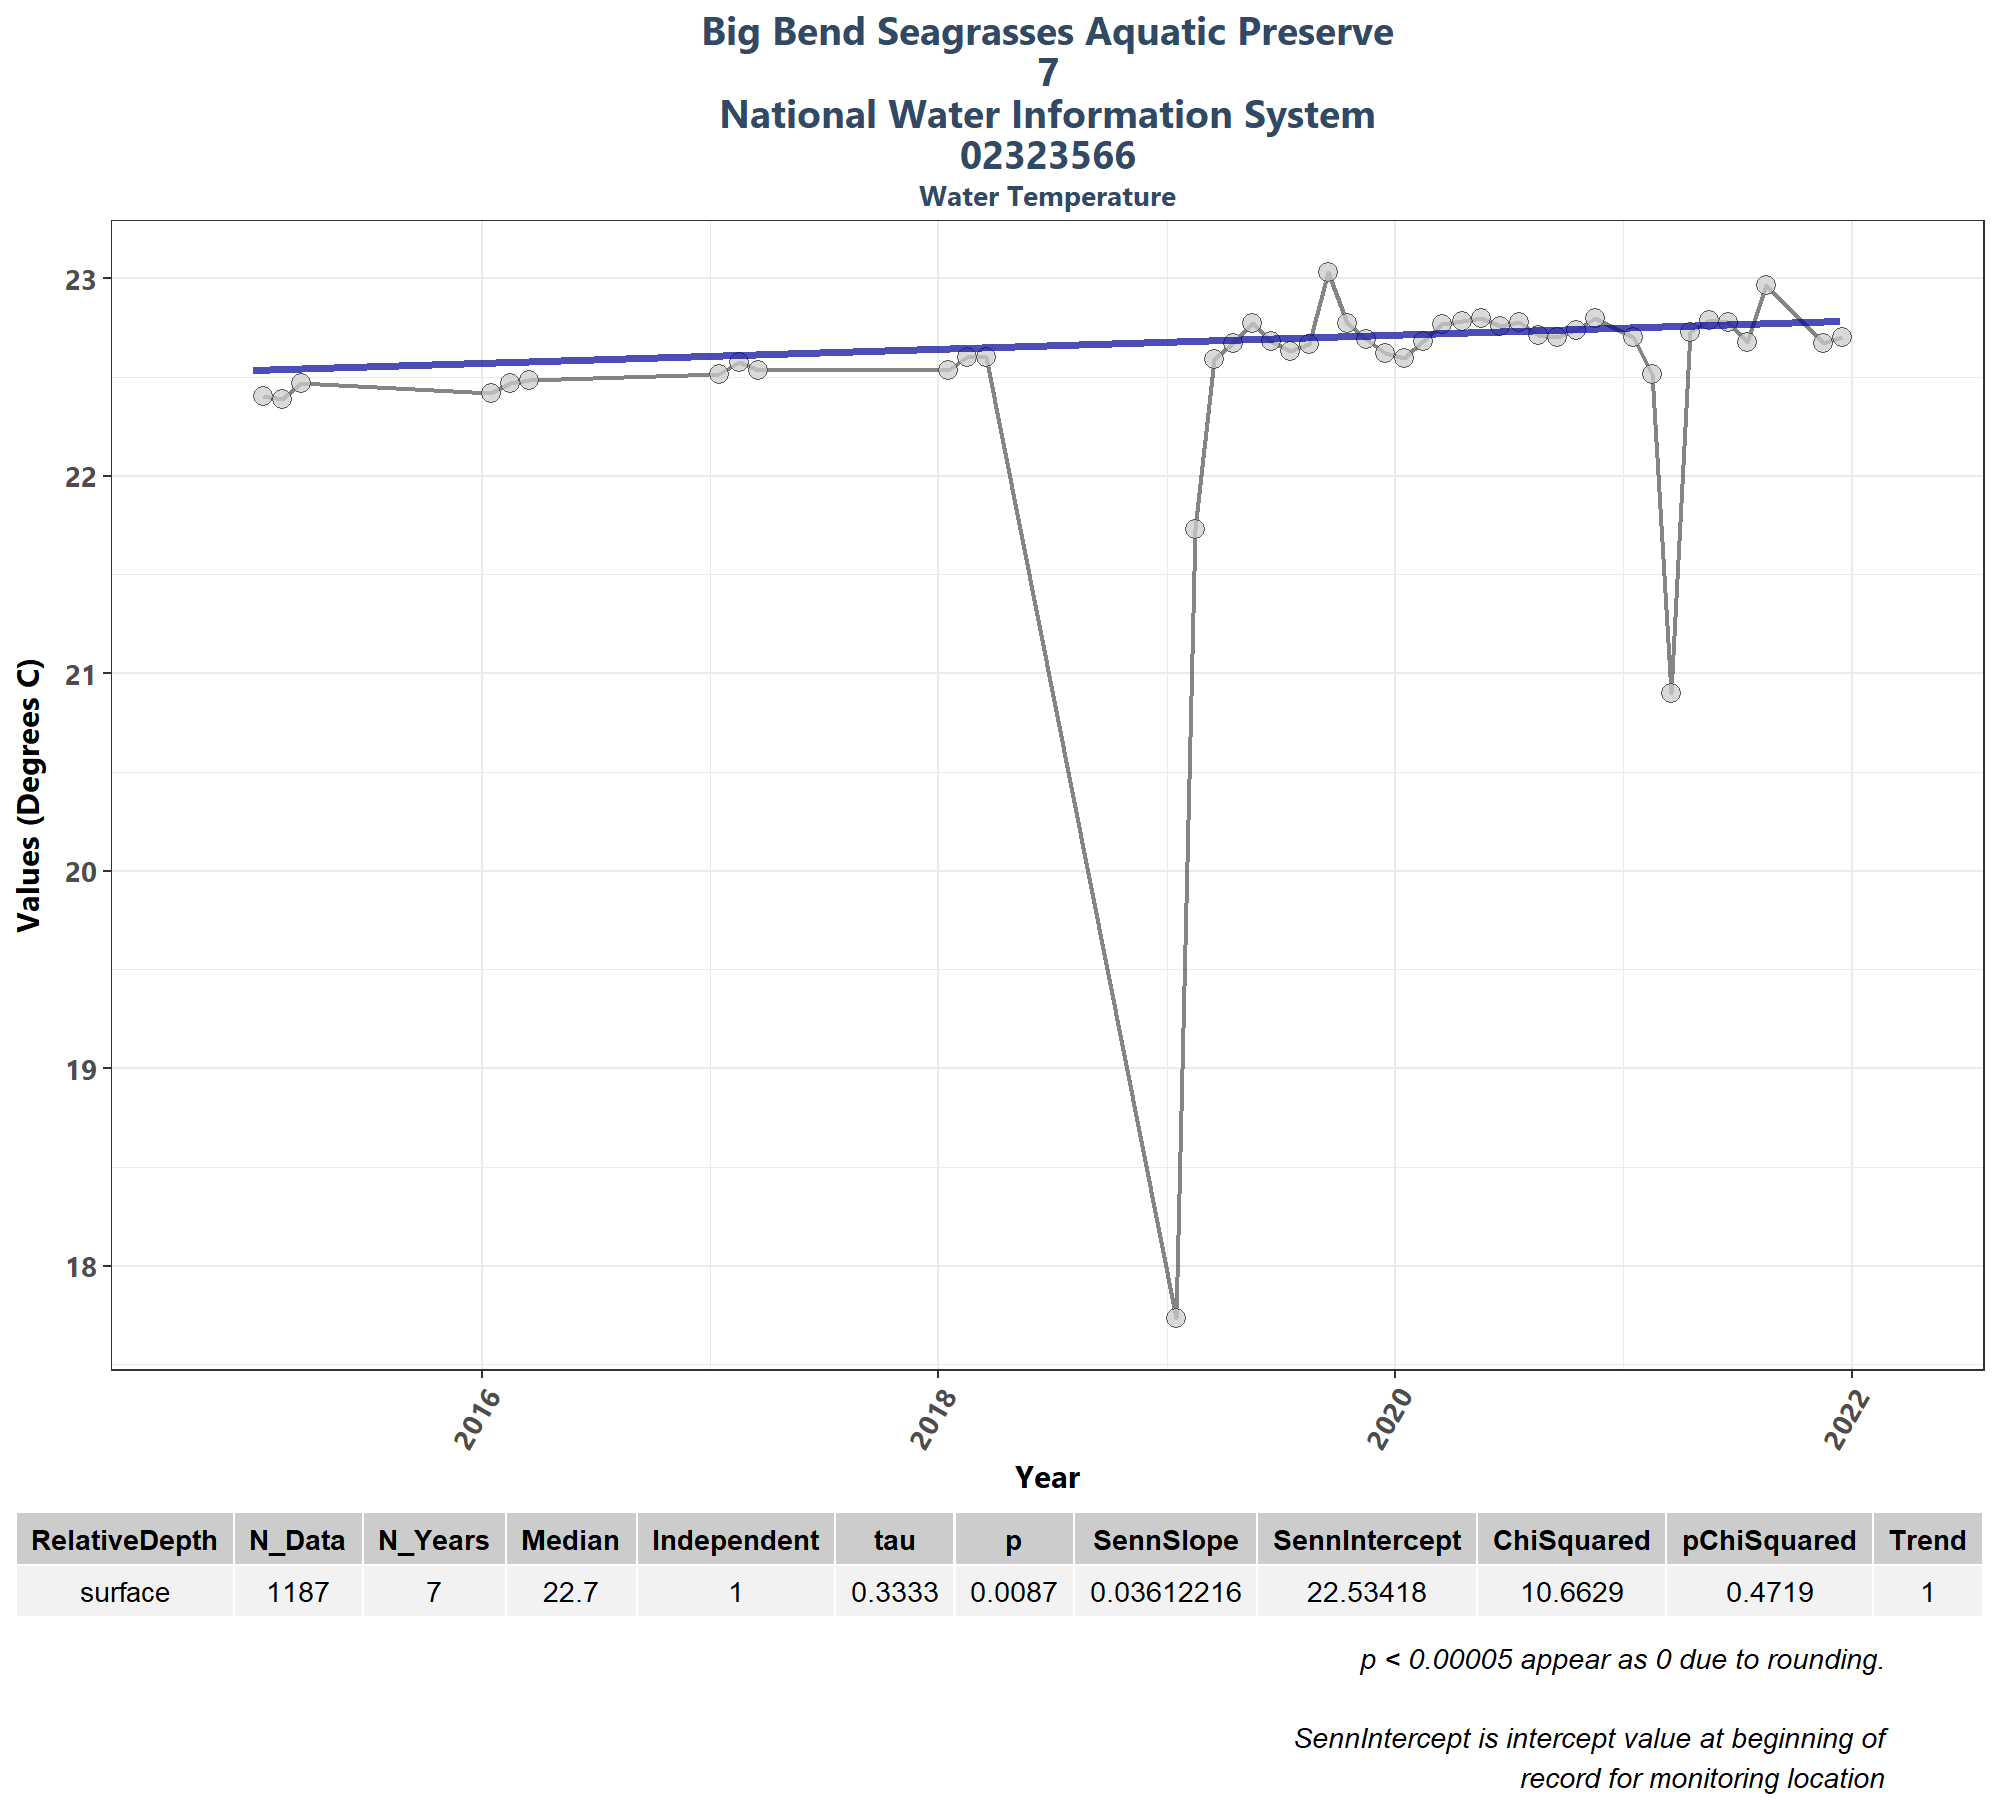 Big Bend Seagrasses Aquatic Preserve
7
National Water Information System
02323566
Water Temperature
23
22
21
20
19
18
Values (Degrees C)
2016 2018 2020 2022
Year
RelativeDepth N_Data N_Years Median Independent tau p SennSlope SennIntercept ChiSquared pChiSquared Trend
surface 1187 7 22.7 1 0.3333 0.0087 0.03612216 22.53418 10.6629 0.4719 1
p < 0.00005 appear as 0 due to rounding.
SennIntercept is intercept value at beginning of
record for monitoring location